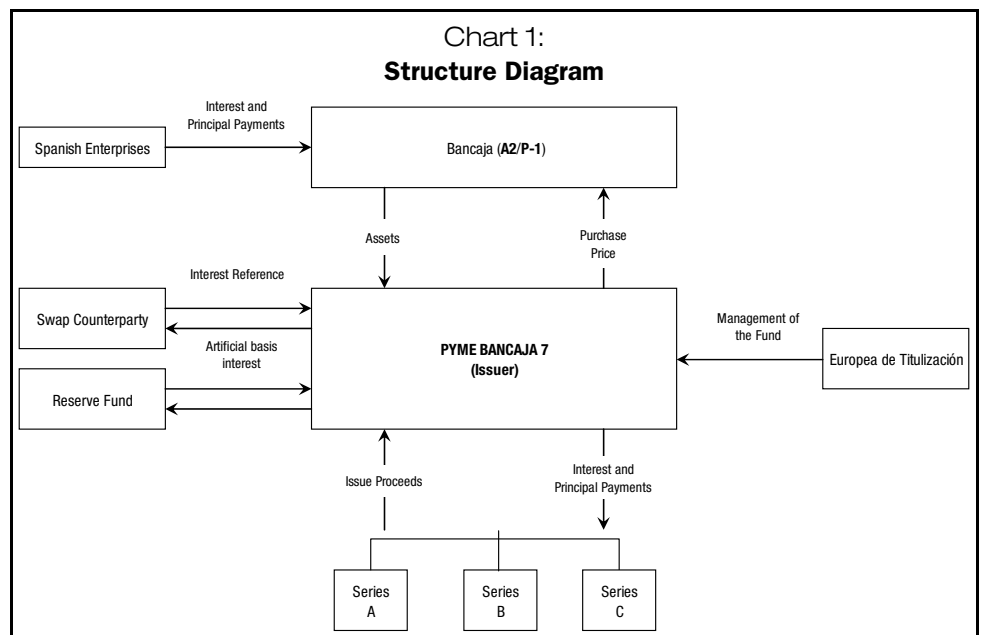 Chart 1:
Structure Diagram
Interest and
Principal Payments
Spanish Enterprises
Bancaja (A2/P-1)
Assets
Purchase
Price
Interest Reference
Swap Counterparty
Artificial basis
interest
Reserve Fund
PYME BANCAJA 7
(Issuer)
Management of
the Fund
Europea de Titulización
Issue Proceeds
Interest and
Principal Payments
Series
A
Series
B
Series
C